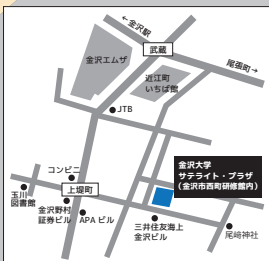 ←金沢駅
武蔵
尾張町→
金沢エムザ
近江町
いちば館
JTB
コンビニ
上堤町
玉川
図書館
金沢野村
証券ビル
APA ビル
金沢大学
サテライト・プラザ
(金沢市西町研修館内)
三井住友海上
金沢ビル
尾﨑神社